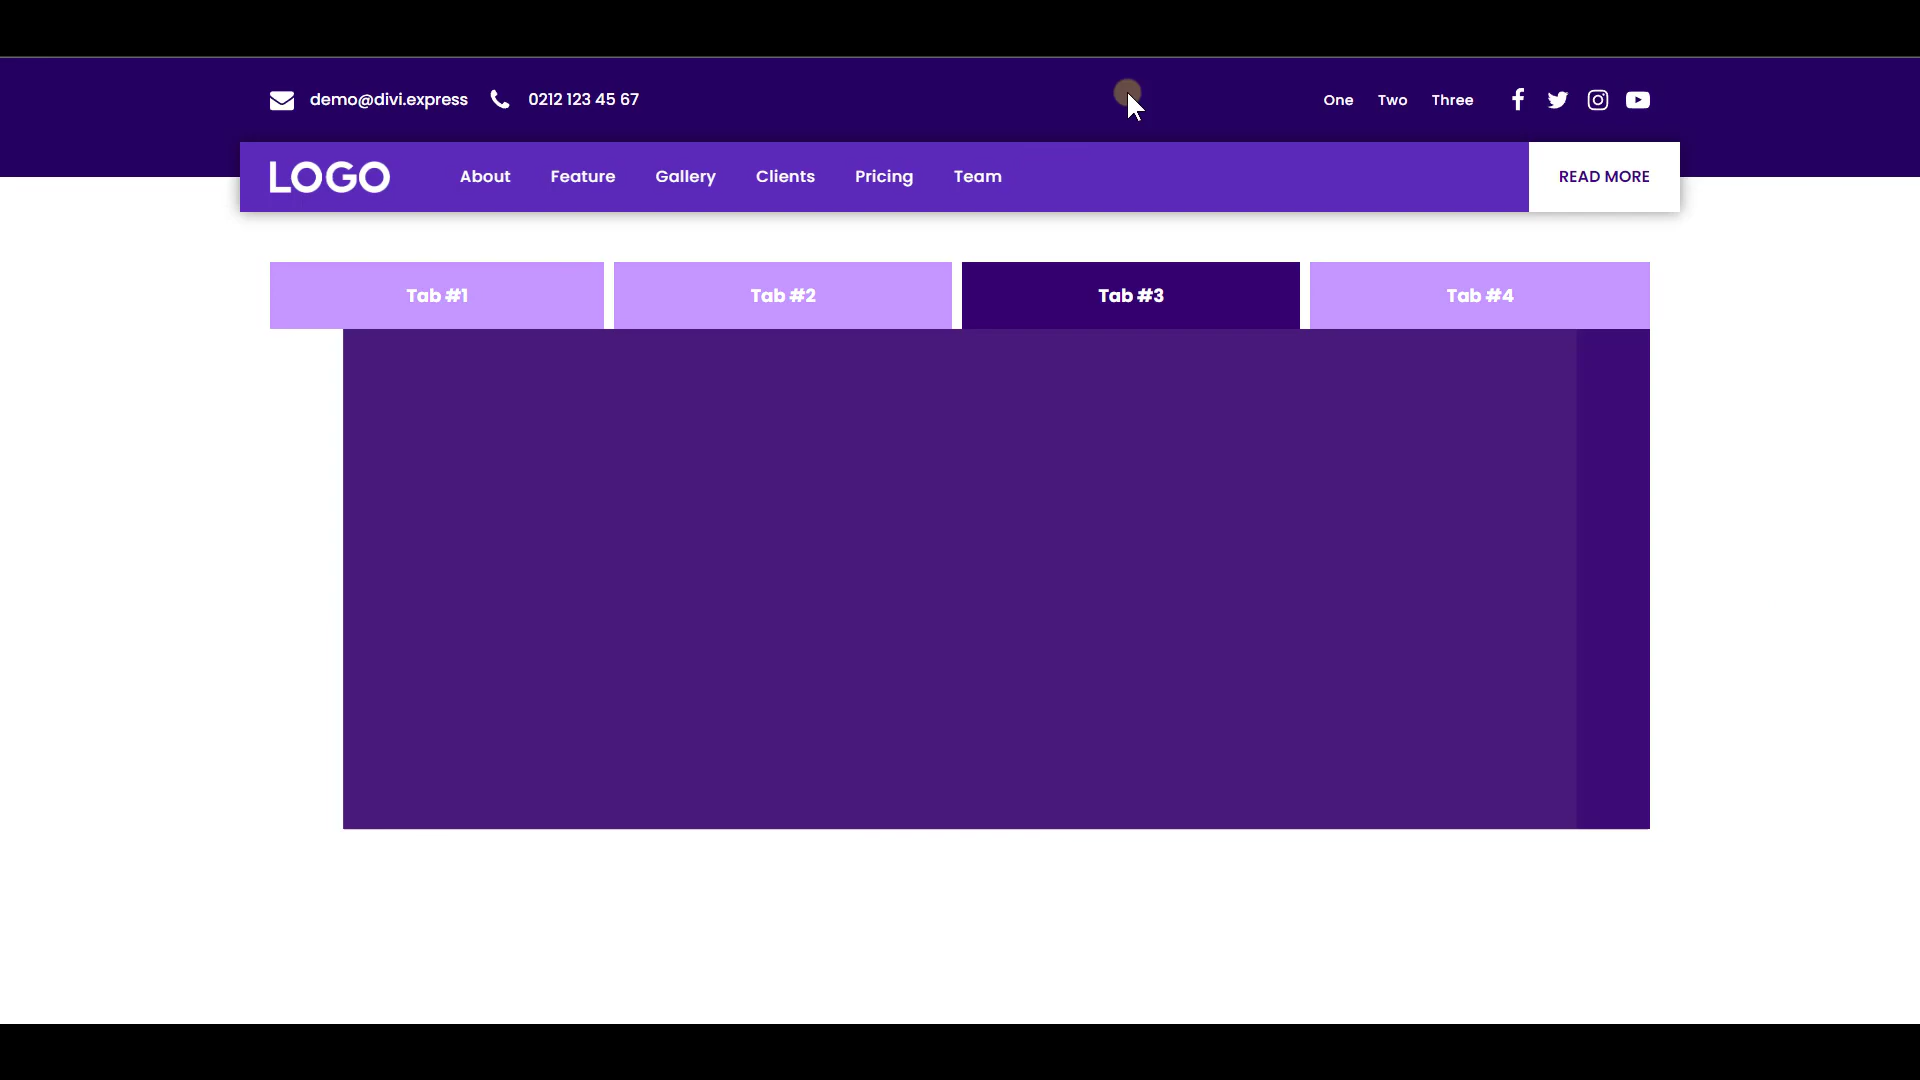 demo@divi.express 0212 123 45 67 One Two Three
LOGO About Feature Gallery Clients Pricing Team READ MORE
Tab #1 Tab #2 Tab #3 Tab #4